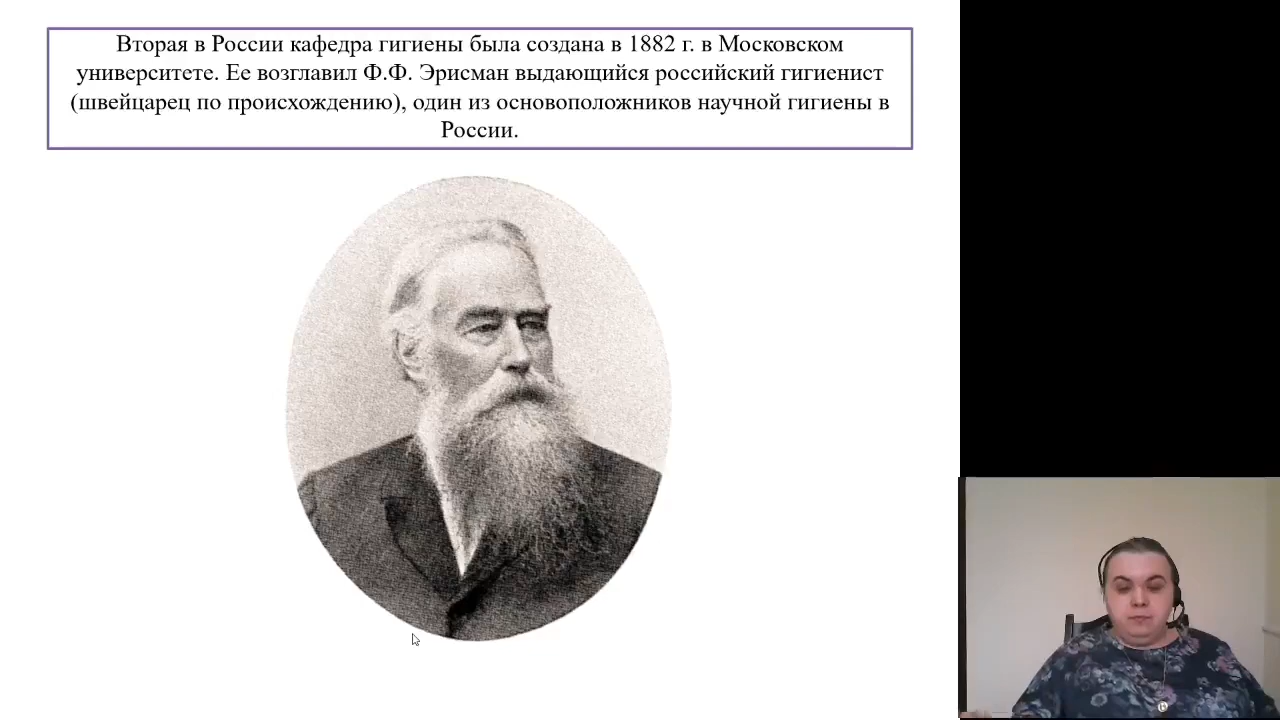 Вторая в России кафедра гигиены была создана в 1882 г. в Московском
университете. Ее возглавил Ф.Ф. Эрисман выдающийся российский гигиенист
(швейцарец по происхождению), один из основоположников научной гигиены в
России.